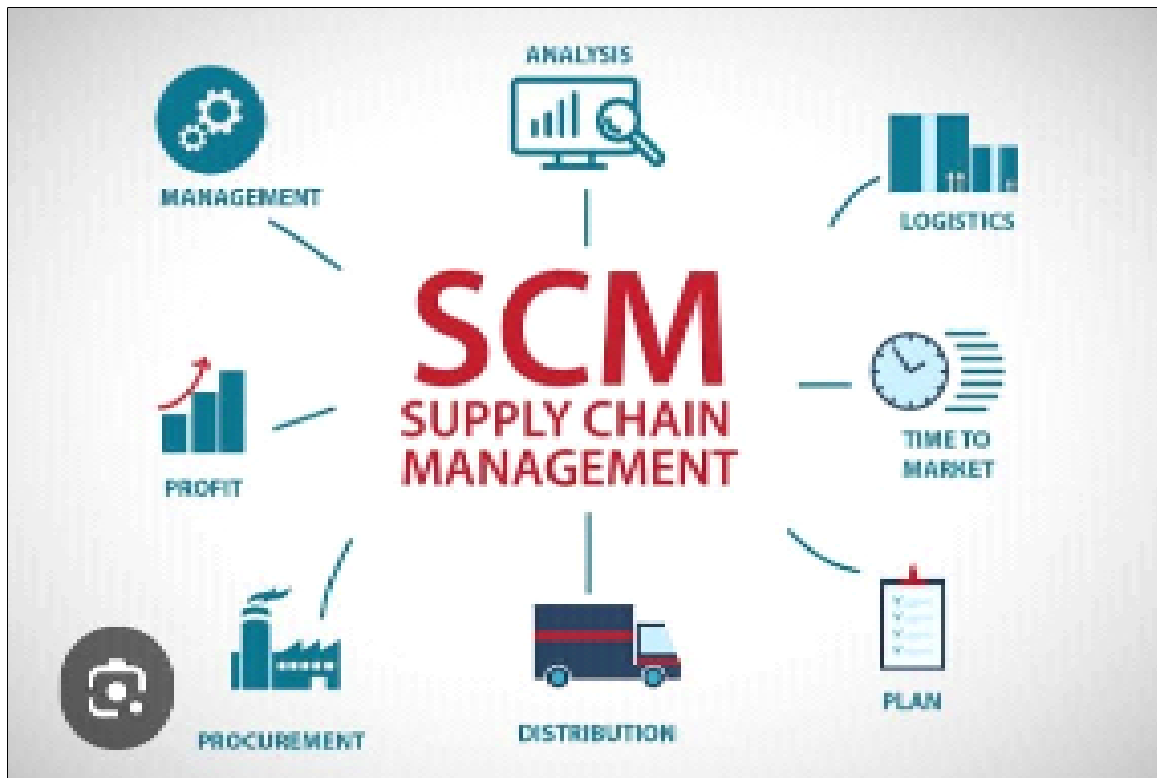 ANALYSIS
MANAGEMENT
LOGISTICS
SCM
SUPPLY CHAIN
MANAGEMENT
TIME TO
MARKET
PROFIT
PLAN
PROCUREMENT
DISTRIBUTION